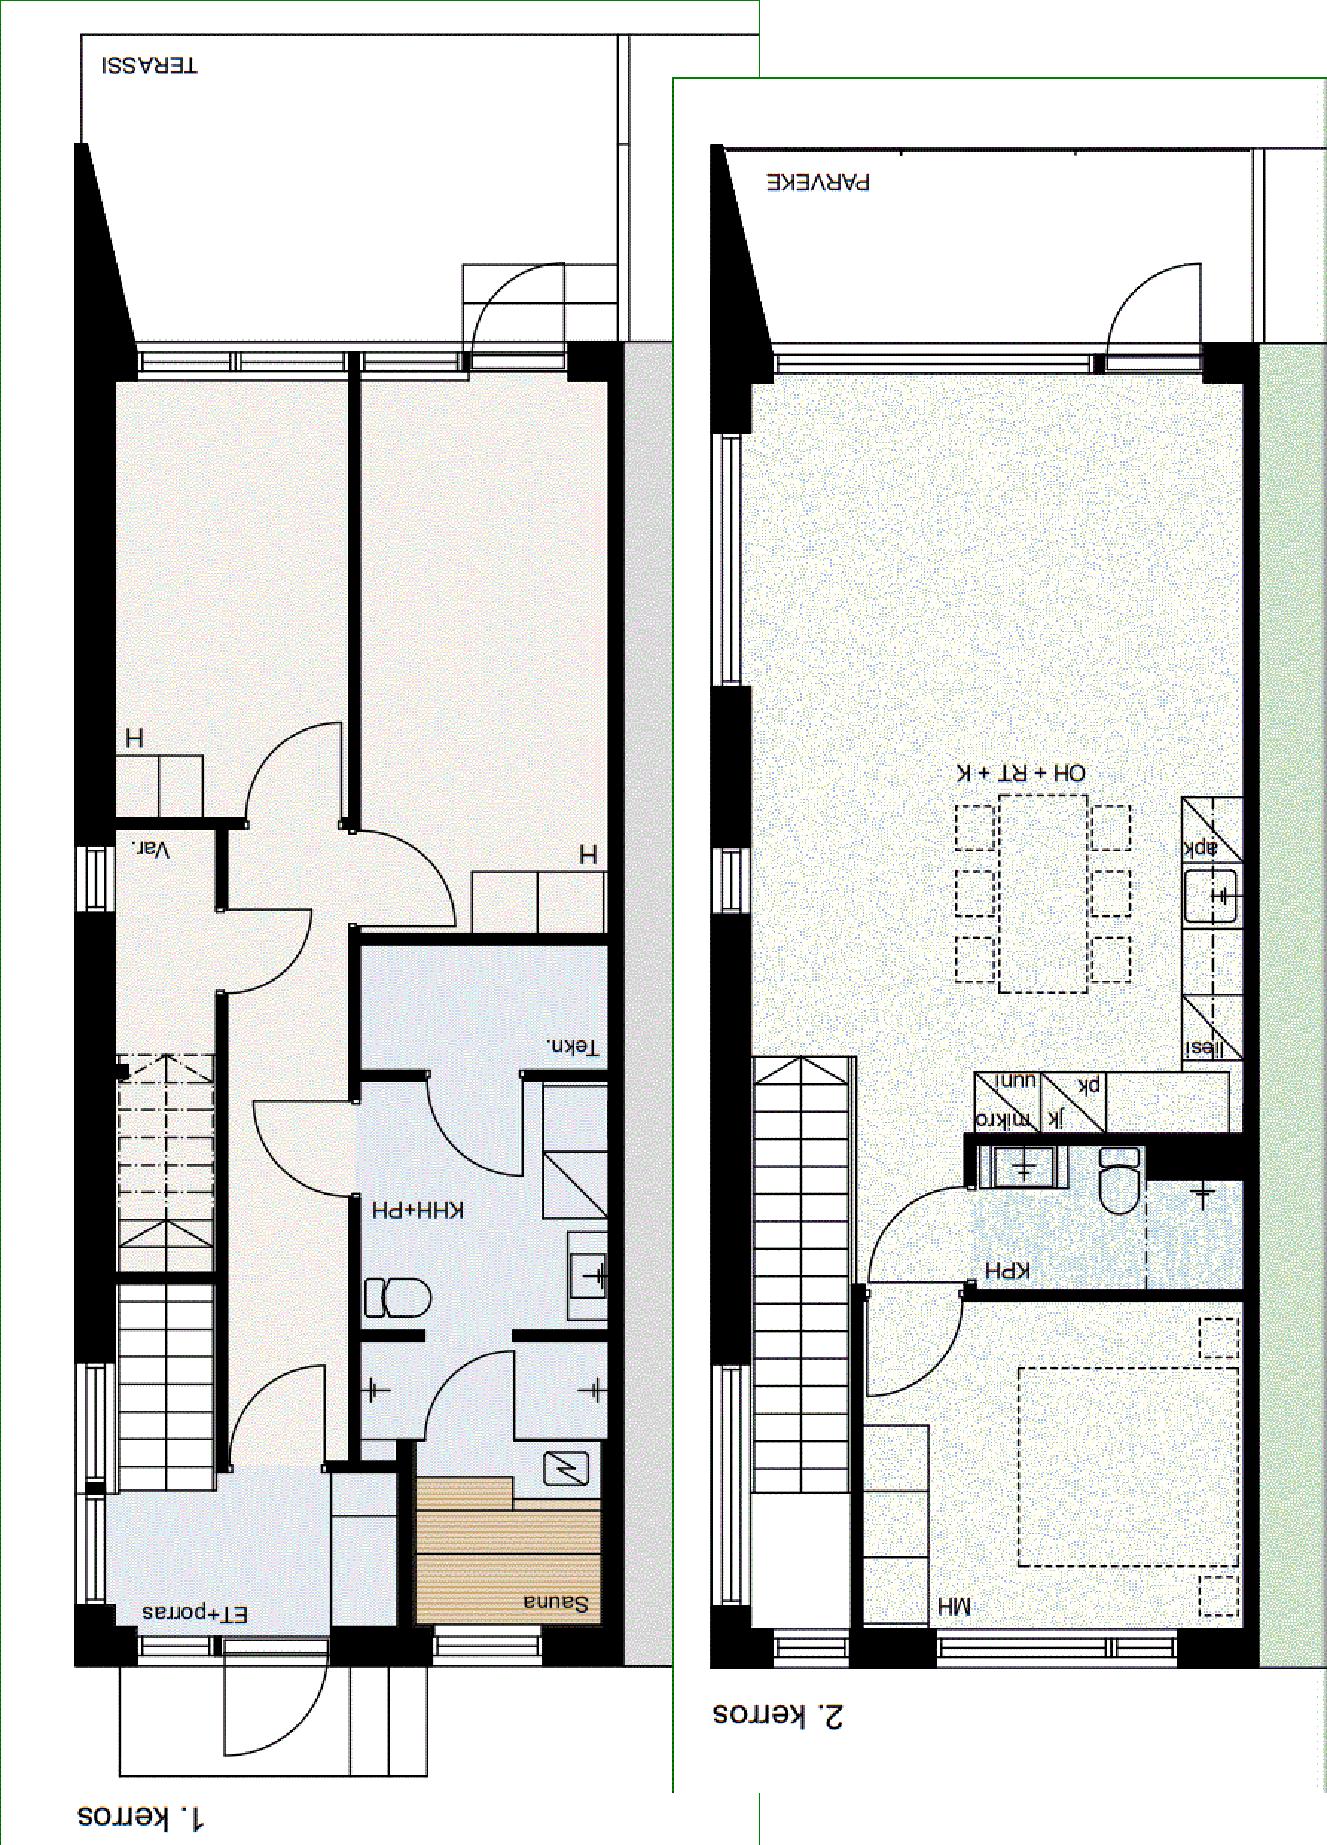 TERASSI
H
Var.
H
Tekn.
KHH+PH
ET+porras
Sauna
1. kerros
PARVEKE
OH + RT + K
apk
liesi
uuni
mikro
pk
jk
KPH
MH
2. kerros